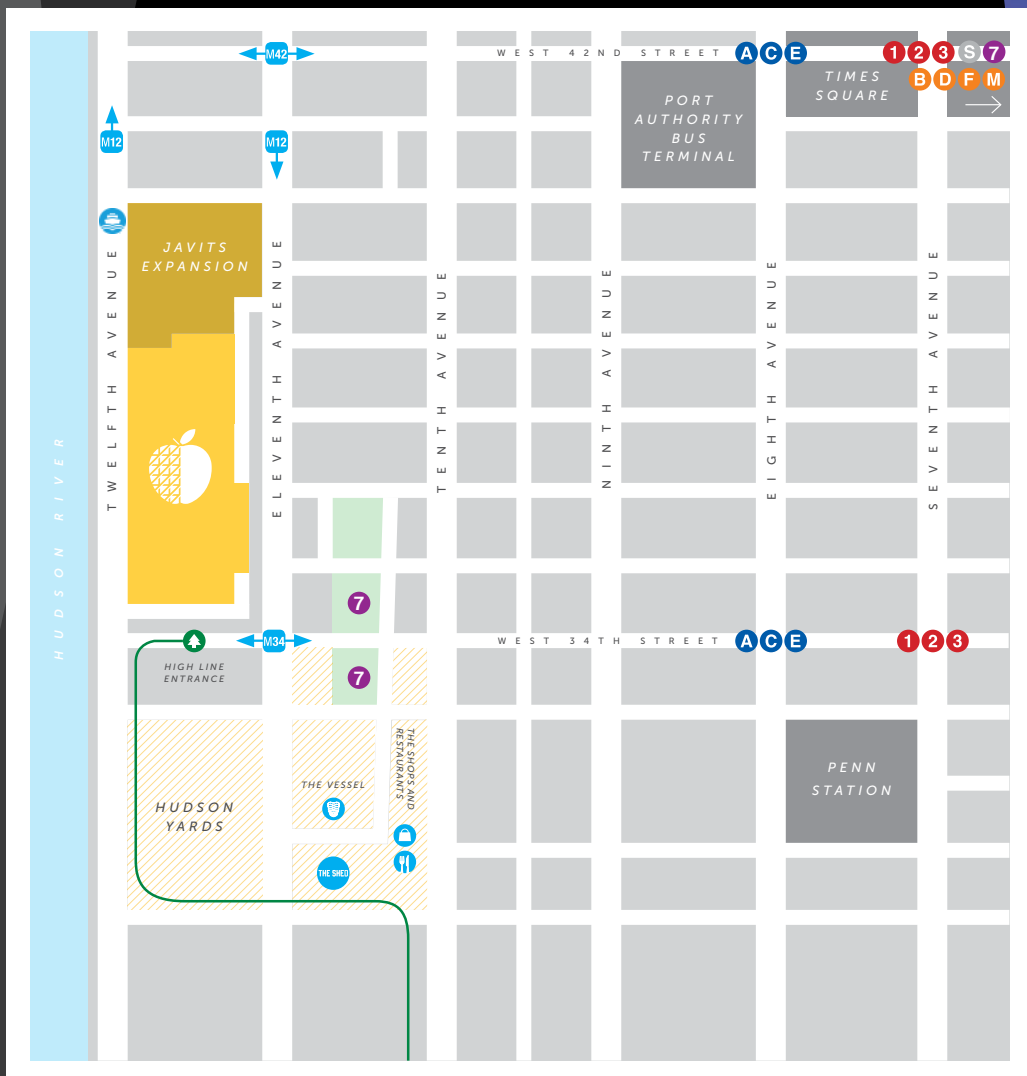 WEST 42ND STREET
M42
A C E
1 2 3 S 7
B D F M
TIMES
SQUARE
PORT
AUTHORITY
BUS
TERMINAL
M12
M12
JAVITS
EXPANSION
HUDSON RIVER
TWELFTH AVENUE
ELEVENTH AVENUE
TENTH AVENUE
NINTH AVENUE
EIGHTH AVENUE
SEVENTH AVENUE
7
M34
WEST 34TH STREET
A C E
1 2 3
HIGH LINE
ENTRANCE
7
THE SHOPS AND
RESTAURANTS
THE VESSEL
HUDSON
YARDS
THE SHED
PENN
STATION